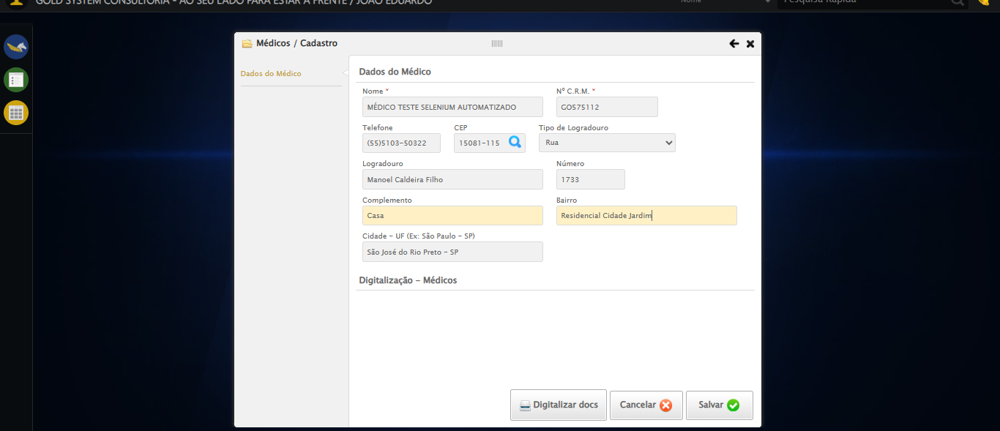 GOLD SYSTEM CONSULTORIA - AO SEU LADO PARA ESTAR À FRENTE / JOAO EDUARDO
Nome
Pesquisa Rápida
Médicos / Cadastro
Dados do Médico
Dados do Médico
Nome *
Nº C.R.M. *
MÉDICO TESTE SELENIUM AUTOMATIZADO
GO575112
Telefone
CEP
Tipo de Logradouro
(55)5103-50322
15081-115
Rua
Logradouro
Número
Manoel Caldeira Filho
1733
Complemento
Bairro
Casa
Residencial Cidade Jardim
Cidade - UF (Ex: São Paulo - SP)
São José do Rio Preto - SP
Digitalização - Médicos
Digitalizar docs
Cancelar
Salvar